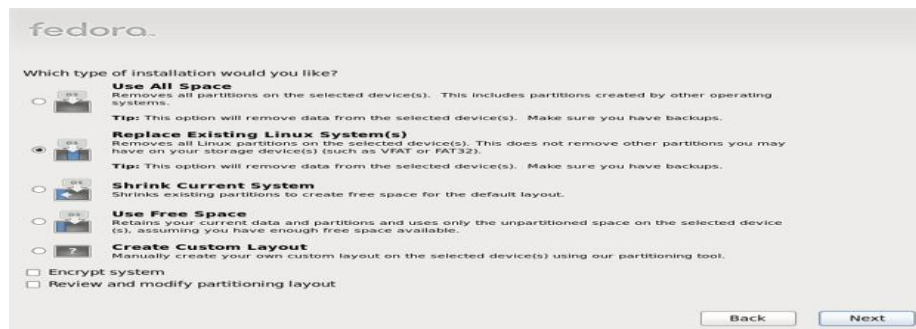 fedora.
Which type of installation would you like?
Use All Space
Removes all partitions on the selected device(s). This includes partitions created by other operating
systems.
Tip: This option will remove data from the selected device(s). Make sure you have backups.
Replace Existing Linux System(s)
Removes all Linux partitions on the selected device(s). This does not remove other partitions you may
have on your storage device(s) (such as VFAT or FAT32).
Tip: This option will remove data from the selected device(s). Make sure you have backups.
Shrink Current System
Shrinks existing partitions to create free space for the default layout.
Use Free Space
Retains your current data and partitions and uses only the unpartitioned space on the selected device
(s), assuming you have enough free space available.
?
Create Custom Layout
Manually create your own custom layout on the selected device(s) using our partitioning tool.
Encrypt system
Review and modify partitioning layout
Back
Next